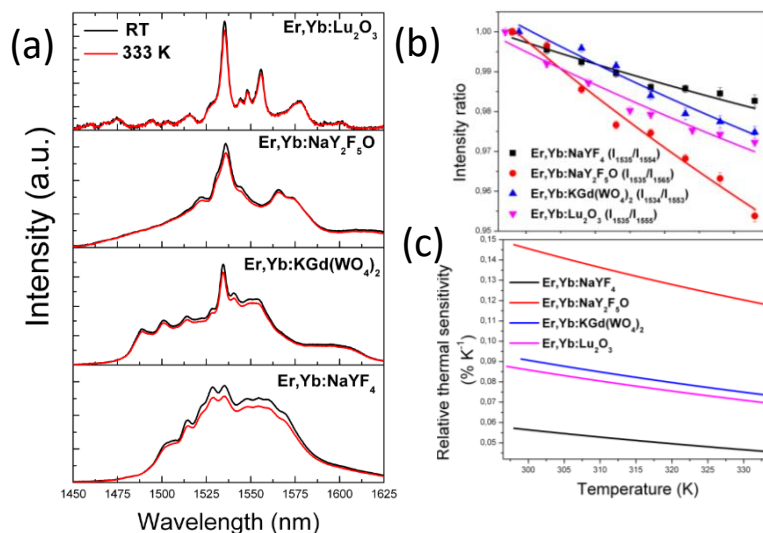 (a)
RT
333 K
Er,Yb:Lu₂O₃
Er,Yb:NaY₂F₅O
Er,Yb:KGd(WO₄)₂
Er,Yb:NaYF₄
Intensity (a.u.)
1450 1475 1500 1525 1550 1575 1600 1625
Wavelength (nm)
(b)
1,00
0,99
0,98
0,97
0,96
0,95
Intensity ratio
Er,Yb:NaYF₄ (I₁₅₃₅/I₁₅₅₄)
Er,Yb:NaY₂F₅O (I₁₅₃₅/I₁₅₆₅)
Er,Yb:KGd(WO₄)₂ (I₁₅₃₄/I₁₅₅₃)
Er,Yb:Lu₂O₃ (I₁₅₃₅/I₁₅₅₅)
(c)
0,15
0,14
0,13
0,12
0,11
0,10
0,09
0,08
0,07
0,06
0,05
Relative thermal sensitivity
(% K⁻¹)
Er,Yb:NaYF₄
Er,Yb:NaY₂F₅O
Er,Yb:KGd(WO₄)₂
Er,Yb:Lu₂O₃
300 305 310 315 320 325 330
Temperature (K)